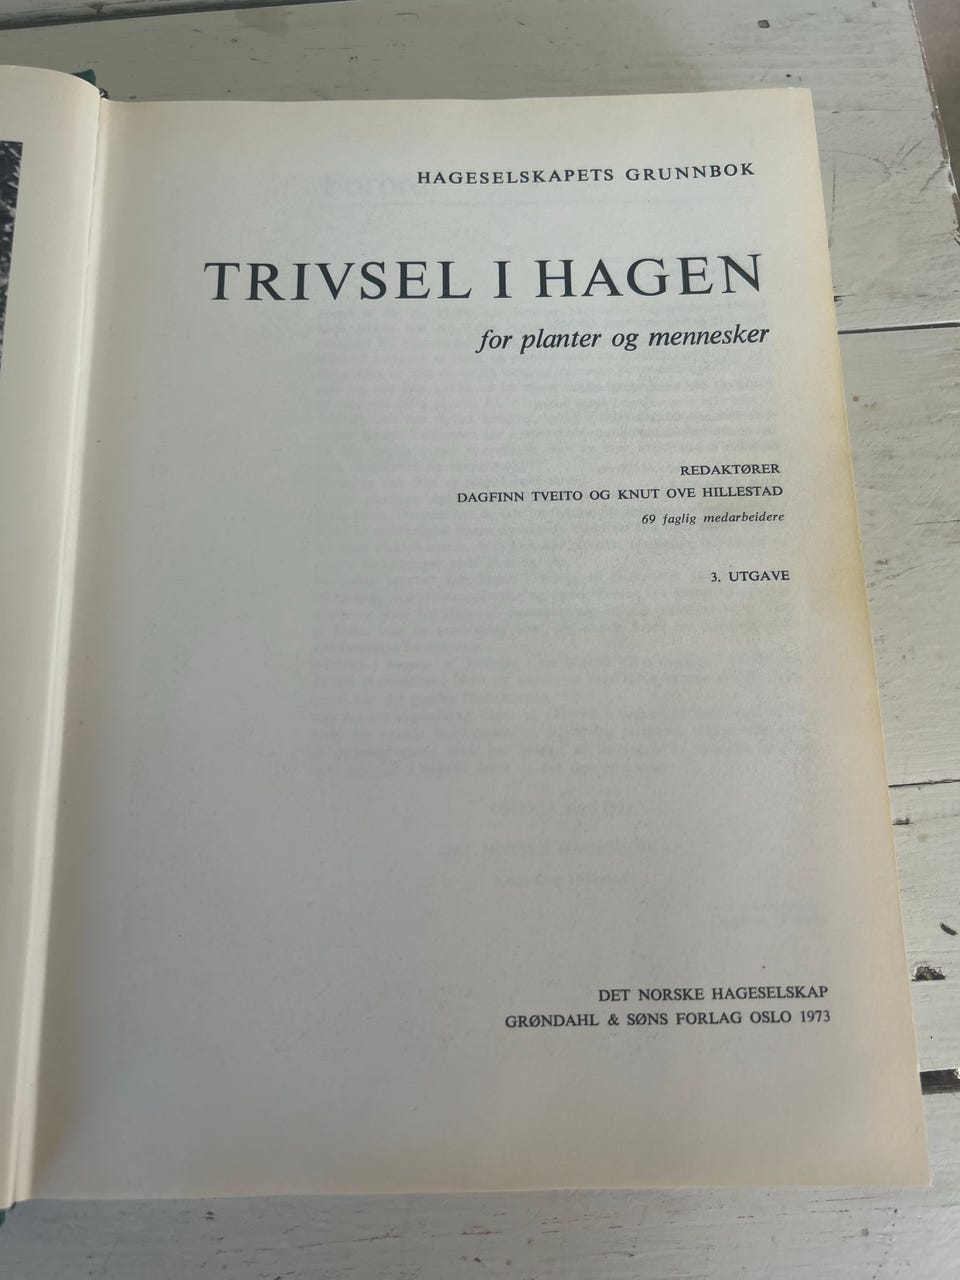 HAGESELSKAPETS GRUNNBOK
TRIVSEL I HAGEN
for planter og mennesker
REDAKTØRER
DAGFINN TVEITO OG KNUT OVE HILLESTAD
69 faglig medarbeidere
3. UTGAVE
DET NORSKE HAGESELSKAP
GRØNDAHL & SØNS FORLAG OSLO 1973